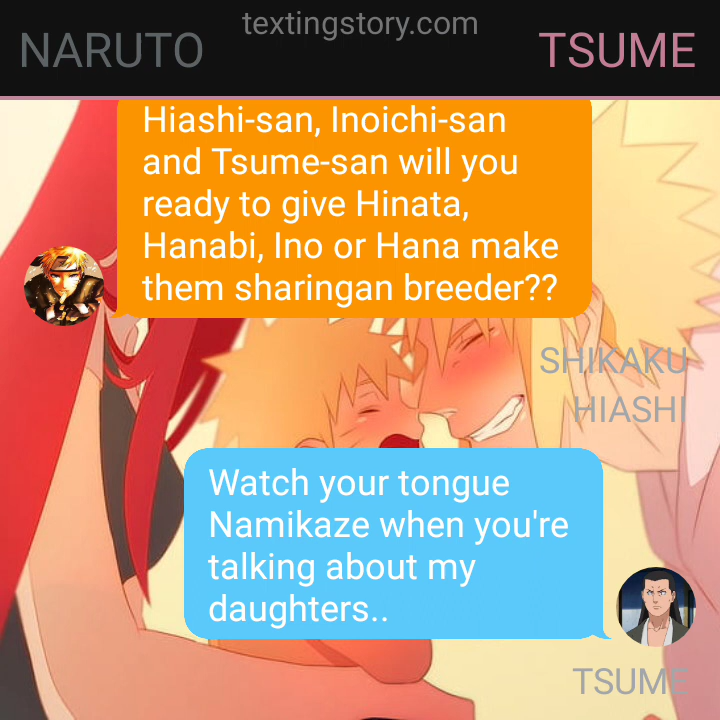 textingstory.com
NARUTO
TSUME
Hiashi-san, Inoichi-san
and Tsume-san will you
ready to give Hinata,
Hanabi, Ino or Hana make
them sharingan breeder??
SHIKAKU
HIASHI
Watch your tongue
Namikaze when you're
talking about my
daughters..
TSUME